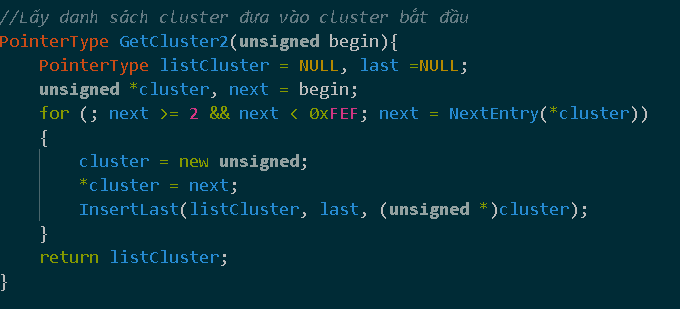 //Lấy danh sách cluster đưa vào cluster bắt đầu
PointerType GetCluster2(unsigned begin){
    PointerType listCluster = NULL, last =NULL;
    unsigned *cluster, next = begin;
    for (; next >= 2 && next < 0xFEF; next = NextEntry(*cluster))
    {
        cluster = new unsigned;
        *cluster = next;
        InsertLast(listCluster, last, (unsigned *)cluster);
    }
    return listCluster;
}